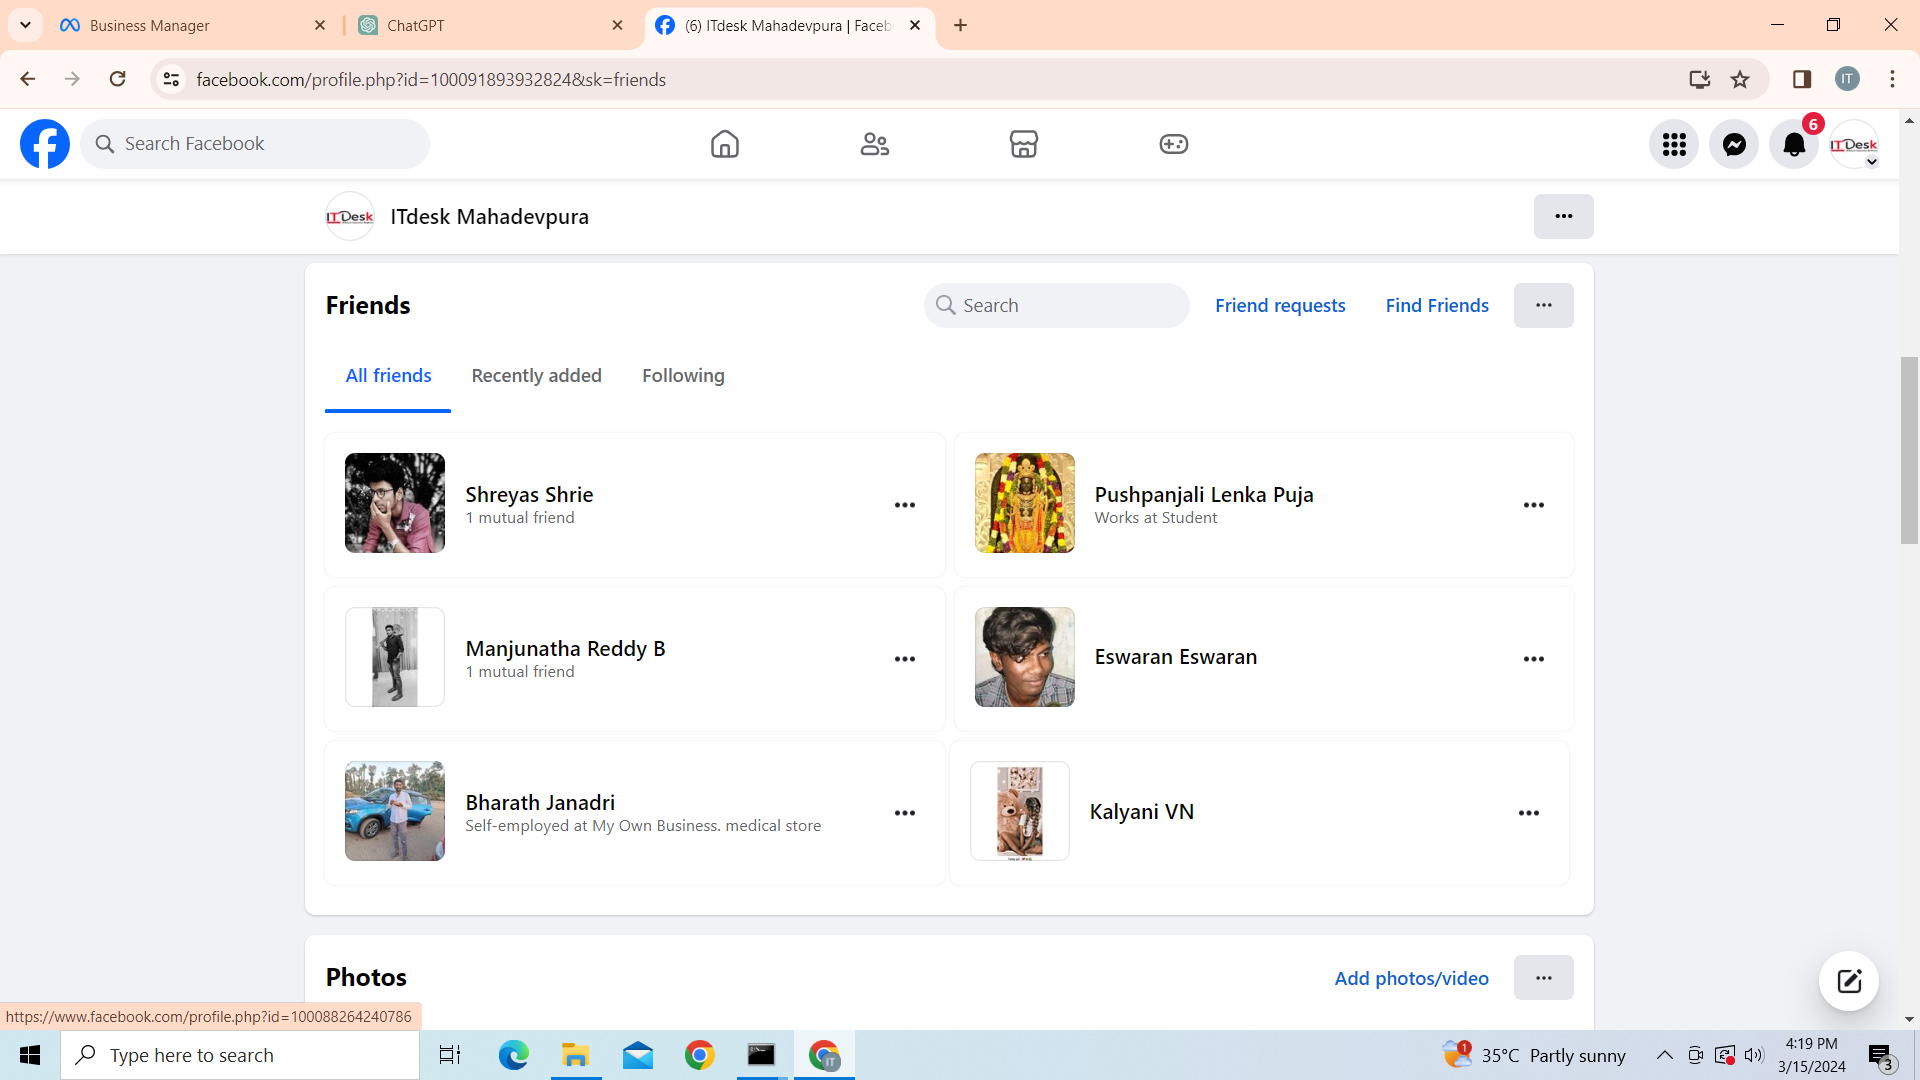 Business Manager
ChatGPT
(6) ITdesk Mahadevpura | Faceb
facebook.com/profile.php?id=100091893932824&sk=friends
IT
Search Facebook
6
ITDesk
ITDesk
ITdesk Mahadevpura
Friends
Search
Friend requests
Find Friends
All friends
Recently added
Following
Shreyas Shrie
1 mutual friend
Pushpanjali Lenka Puja
Works at Student
Manjunatha Reddy B
1 mutual friend
Eswaran Eswaran
Bharath Janadri
Self-employed at My Own Business. medical store
Kalyani VN
Photos
Add photos/video
https://www.facebook.com/profile.php?id=100088264240786
Type here to search
IT
1
35°C Partly sunny
4:19 PM
3/15/2024
3